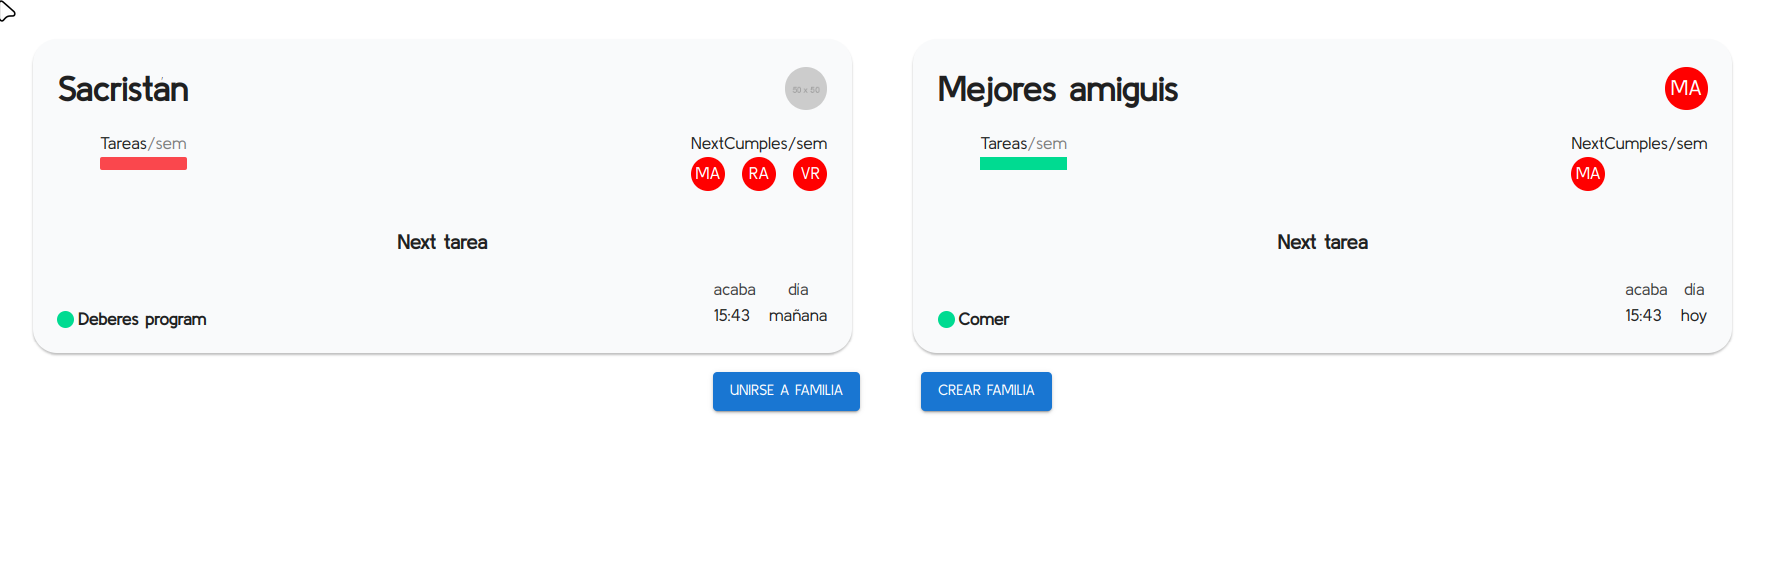 Sacristán
50 x 50
Tareas/sem
NextCumples/sem
MA RA VR
Next tarea
acaba dia
Deberes program
15:43 mañana
Mejores amiguis
MA
Tareas/sem
NextCumples/sem
MA
Next tarea
acaba dia
Comer
15:43 hoy
UNIRSE A FAMILIA
CREAR FAMILIA